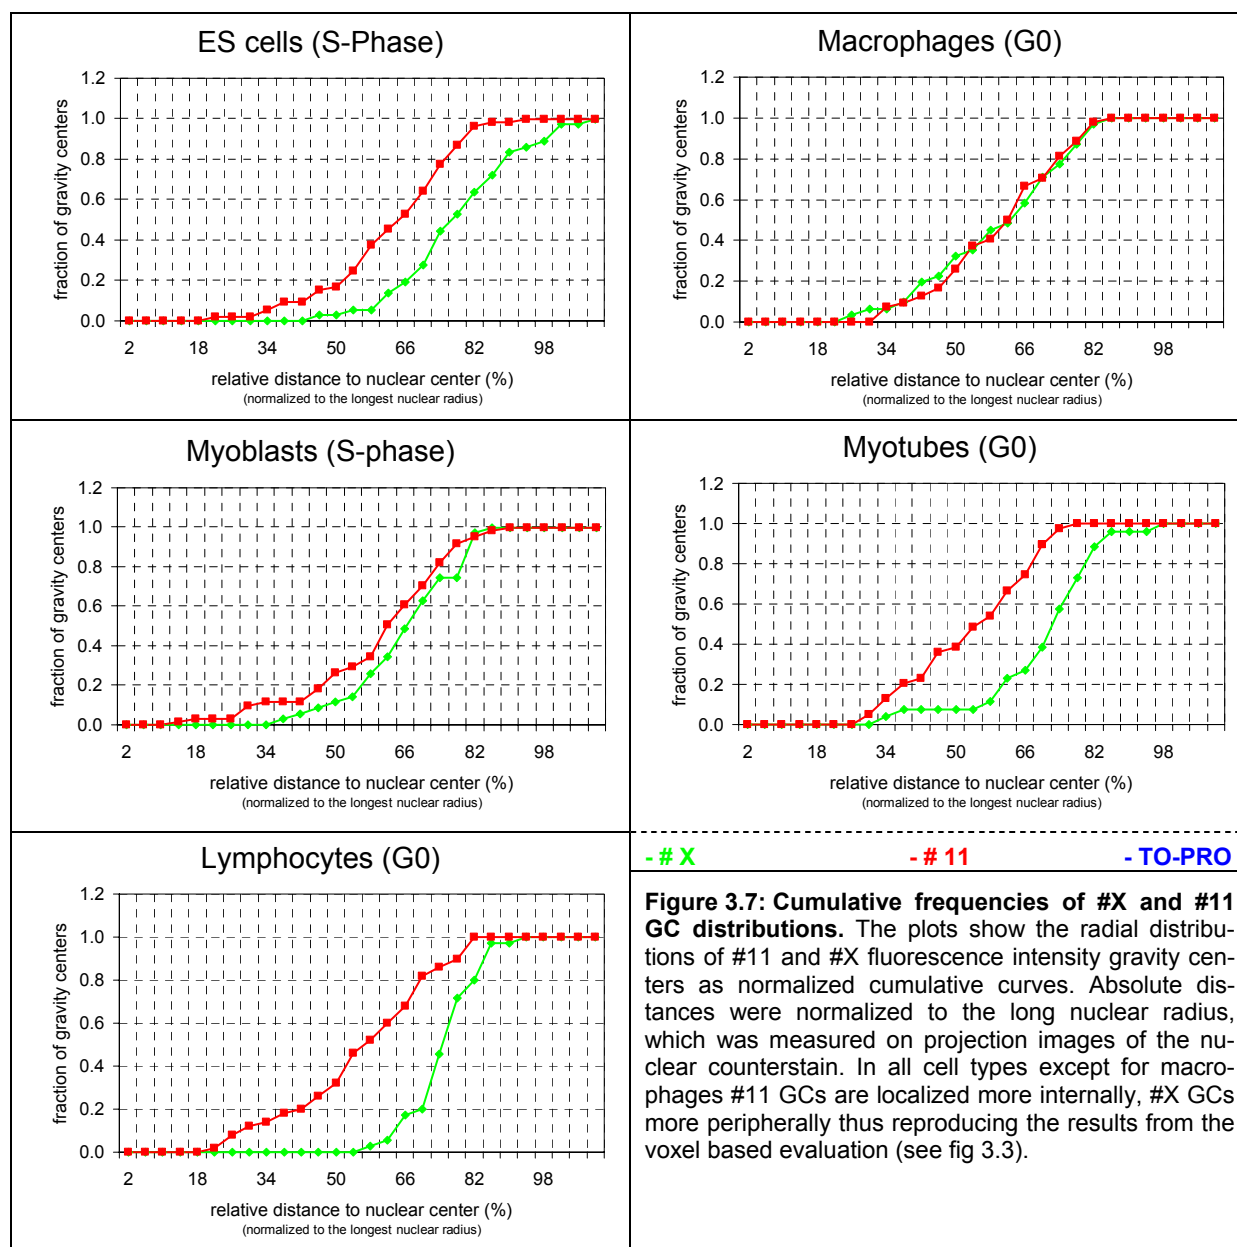 ES cells (S-Phase)
1.2
1.0
0.8
0.6
0.4
0.2
0.0
fraction of gravity centers
2 18 34 50 66 82 98
relative distance to nuclear center (%)
(normalized to the longest nuclear radius)
Macrophages (G0)
1.2
1.0
0.8
0.6
0.4
0.2
0.0
fraction of gravity centers
2 18 34 50 66 82 98
relative distance to nuclear center (%)
(normalized to the longest nuclear radius)
Myoblasts (S-phase)
1.2
1.0
0.8
0.6
0.4
0.2
0.0
fraction of gravity centers
2 18 34 50 66 82 98
relative distance to nuclear center (%)
(normalized to the longest nuclear radius)
Myotubes (G0)
1.2
1.0
0.8
0.6
0.4
0.2
0.0
fraction of gravity centers
2 18 34 50 66 82 98
relative distance to nuclear center (%)
(normalized to the longest nuclear radius)
Lymphocytes (G0)
1.2
1.0
0.8
0.6
0.4
0.2
0.0
fraction of gravity centers
2 18 34 50 66 82 98
relative distance to nuclear center (%)
(normalized to the longest nuclear radius)
- # X - # 11 - TO-PRO
Figure 3.7: Cumulative frequencies of #X and #11
GC distributions. The plots show the radial distribu-
tions of #11 and #X fluorescence intensity gravity cen-
ters as normalized cumulative curves. Absolute dis-
tances were normalized to the long nuclear radius,
which was measured on projection images of the nu-
clear counterstain. In all cell types except for macro-
phages #11 GCs are localized more internally, #X GCs
more peripherally thus reproducing the results from the
voxel based evaluation (see fig 3.3).